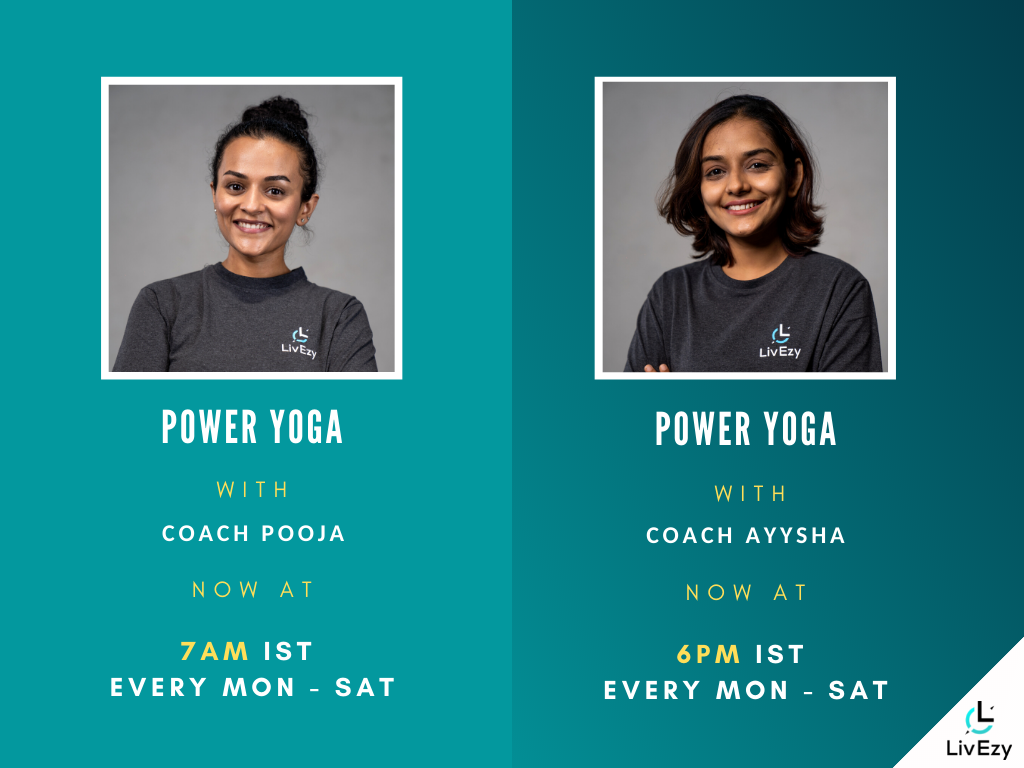 LivEzy
POWER YOGA
WITH
COACH POOJA
NOW AT
7AM IST
EVERY MON - SAT
LivEzy
POWER YOGA
WITH
COACH AYYSHA
NOW AT
6PM IST
EVERY MON - SAT
LivEzy